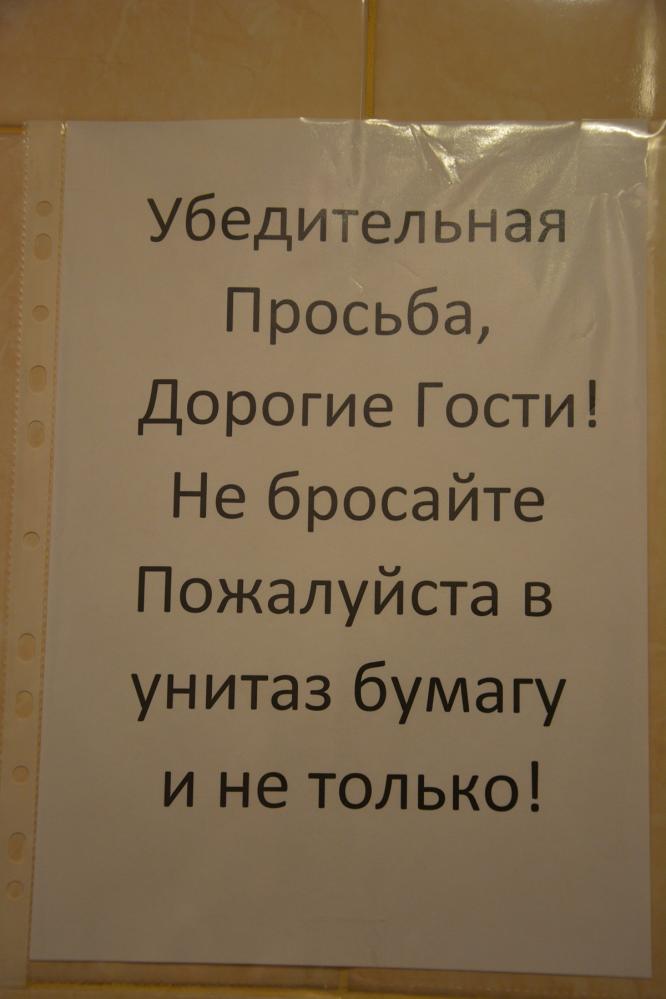 Убедительная
Просьба,
Дорогие Гости!
Не бросайте
Пожалуйста в
унитаз бумагу
и не только!